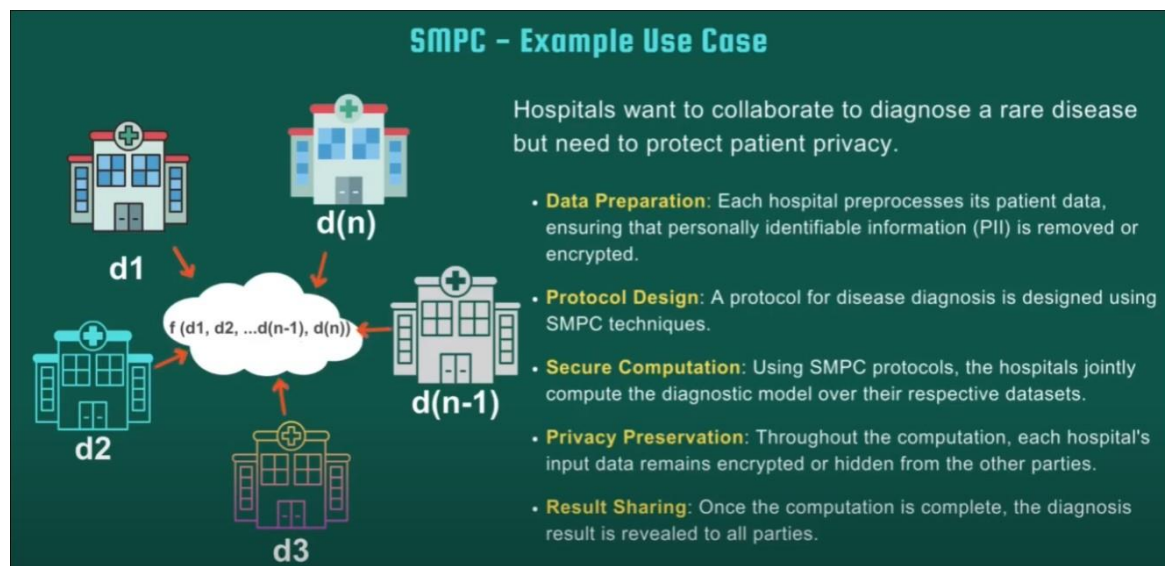 SMPC – Example Use Case
Hospitals want to collaborate to diagnose a rare disease
but need to protect patient privacy.
• Data Preparation: Each hospital preprocesses its patient data,
ensuring that personally identifiable information (PII) is removed or
encrypted.
• Protocol Design: A protocol for disease diagnosis is designed using
SMPC techniques.
• Secure Computation: Using SMPC protocols, the hospitals jointly
compute the diagnostic model over their respective datasets.
• Privacy Preservation: Throughout the computation, each hospital's
input data remains encrypted or hidden from the other parties.
• Result Sharing: Once the computation is complete, the diagnosis
result is revealed to all parties.
d(n)
d1
f (d1, d2, ...d(n-1), d(n))
d(n-1)
d2
d3